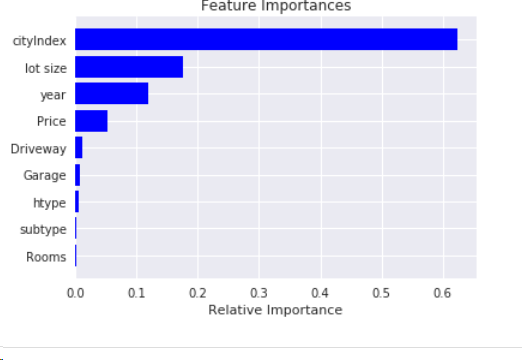 Feature Importances
cityIndex
lot size
year
Price
Driveway
Garage
htype
subtype
Rooms
0.0 0.1 0.2 0.3 0.4 0.5 0.6
Relative Importance